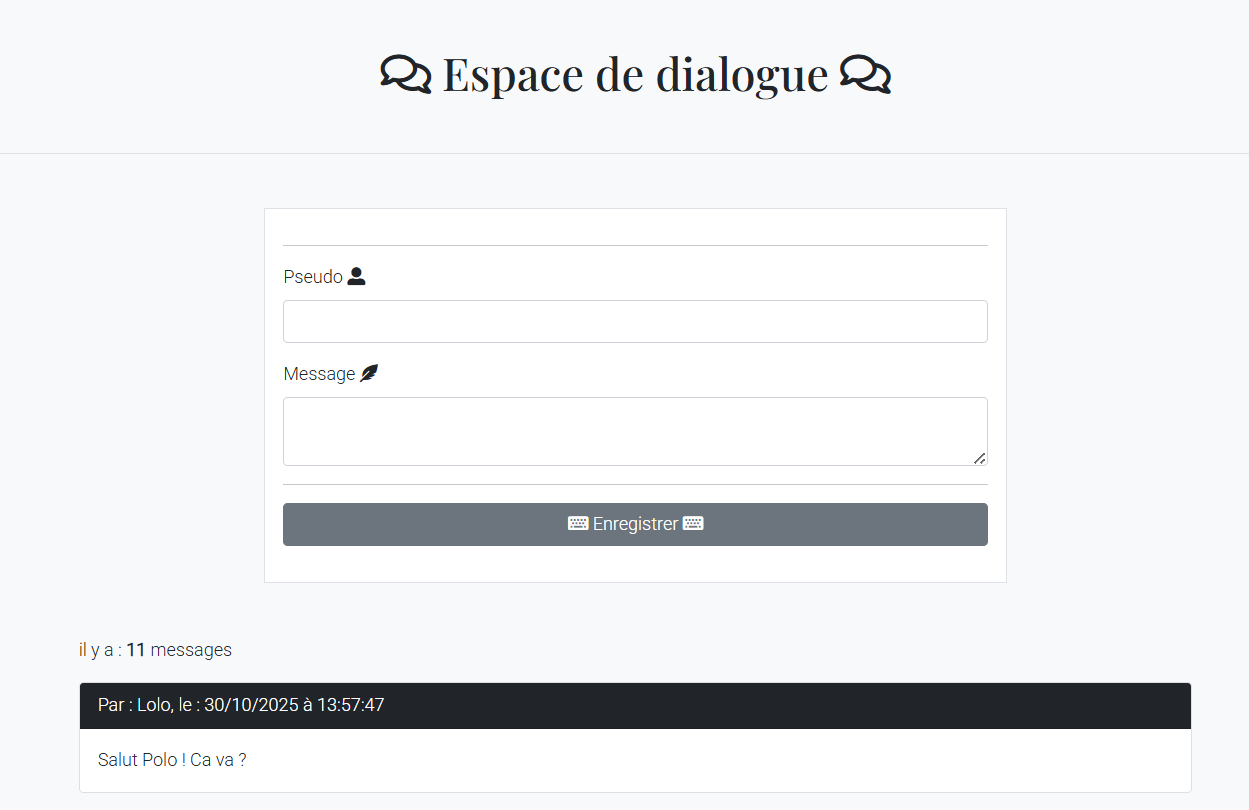 Espace de dialogue
Pseudo
Message
Enregistrer
il y a : 11 messages
Par : Lolo, le : 30/10/2025 à 13:57:47
Salut Polo ! Ca va ?